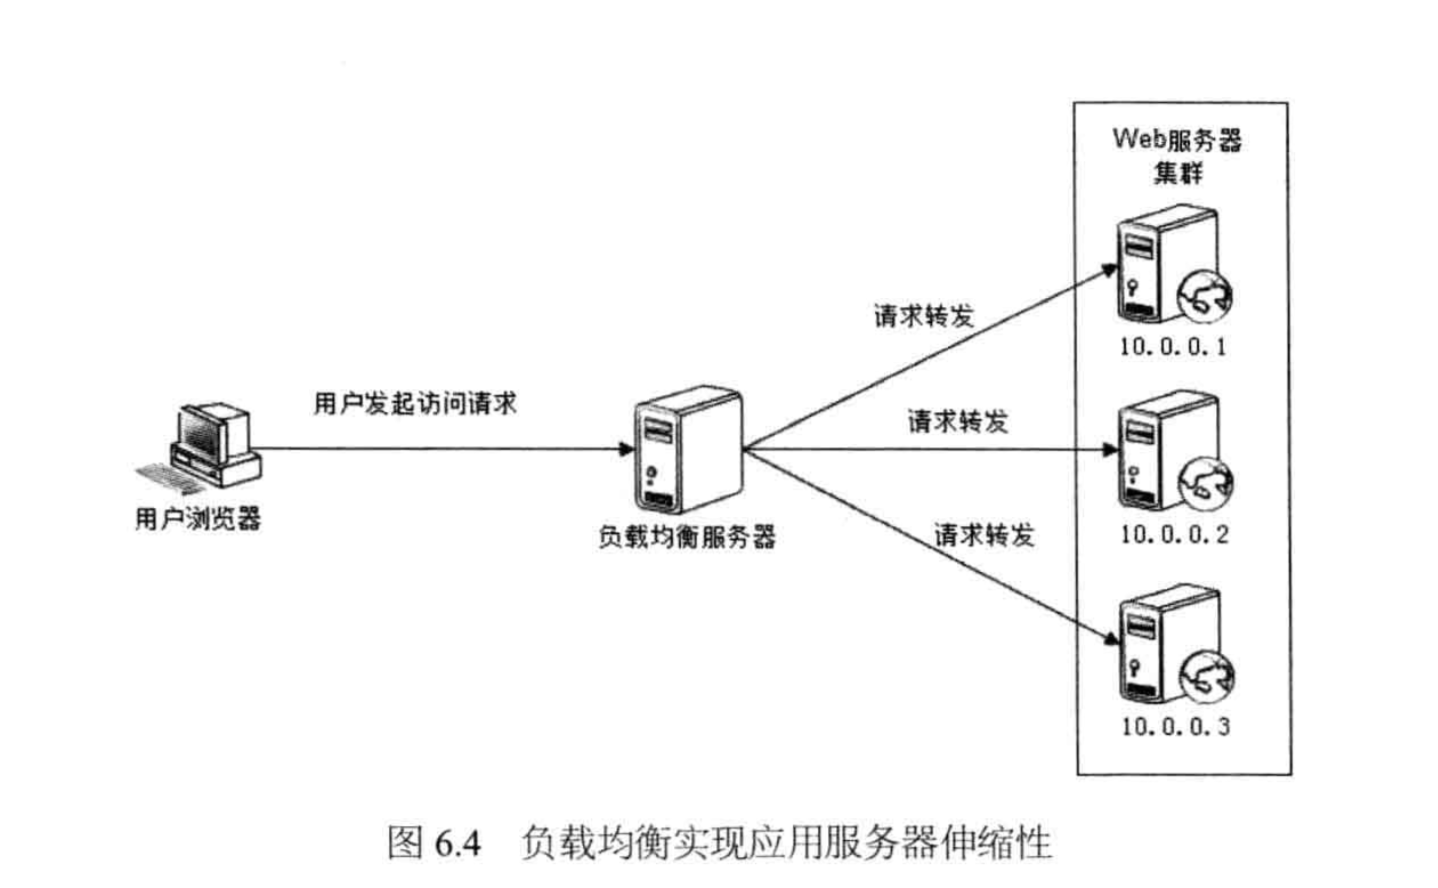 Web服务器
集群
请求转发
10.0.0.1
用户发起访问请求
请求转发
用户浏览器
负载均衡服务器
请求转发
10.0.0.2
10.0.0.3
图 6.4 负载均衡实现应用服务器伸缩性